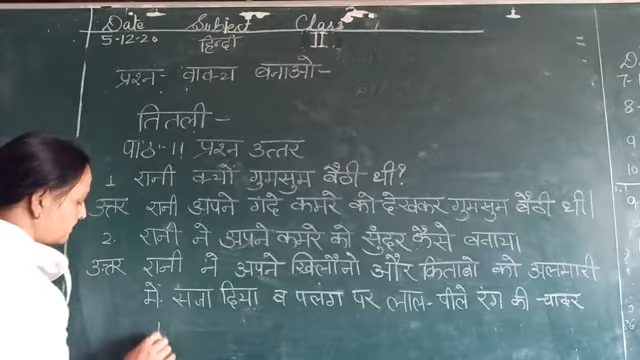 Date Subject Class
5-12-20 हिन्दी II
प्रश्न- वाक्य बनाओ-
तितली-
पाठ-11 प्रश्न उत्तर
1 रानी क्यों गुमसुम बैठी थी?
उत्तर रानी अपने गंदे कमरे को देखकर गुमसुम बैठी थी।
2. रानी ने अपने कमरे को सुंदर कैसे बनाया।
उत्तर रानी ने अपने खिलौनो और किताबो को अलमारी
में सजा दिया व पलंग पर लाल-पीले रंग की चादर